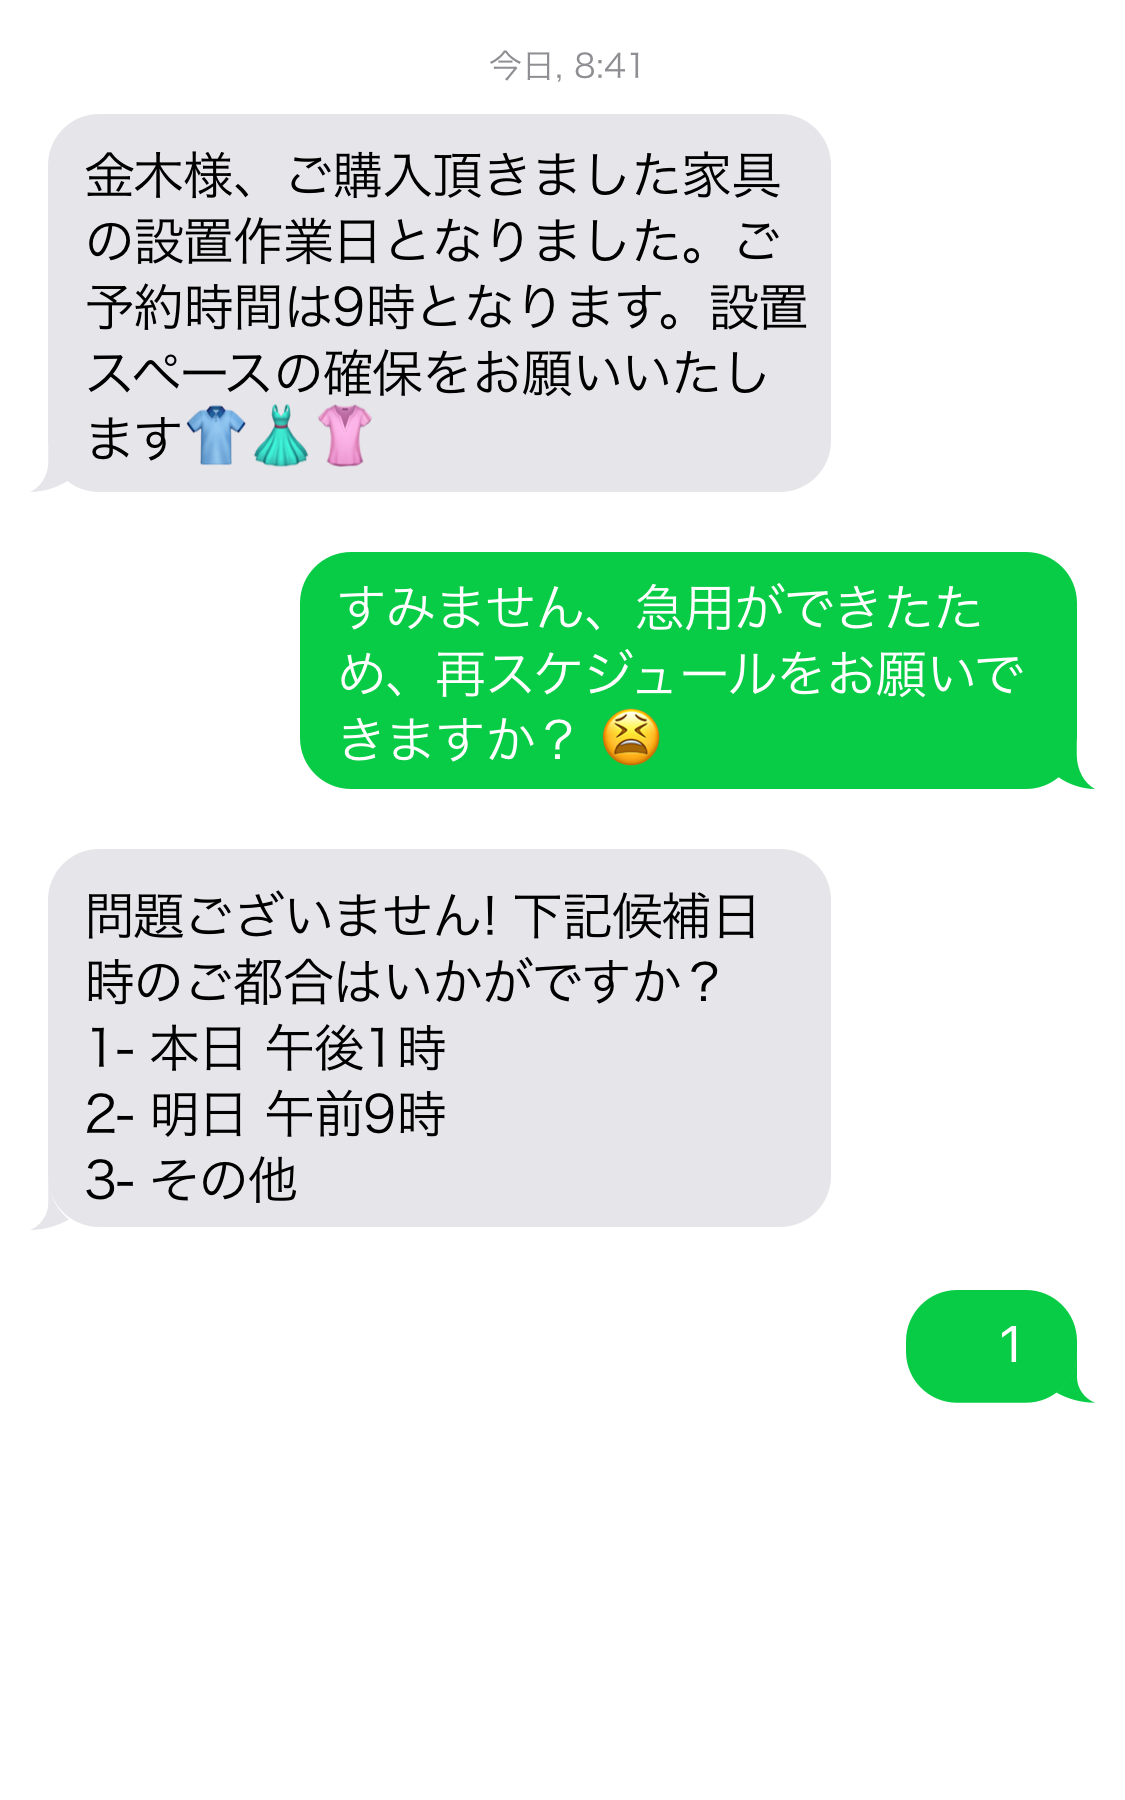 今日, 8:41
金木様、ご購入頂きました家具
の設置作業日となりました。ご
予約時間は9時となります。設置
スペースの確保をお願いいたし
ます👕👗👚
すみません、急用ができたた
め、再スケジュールをお願いで
きますか？ 😫
問題ございません! 下記候補日
時のご都合はいかがですか？
1- 本日 午後1時
2- 明日 午前9時
3- その他
1